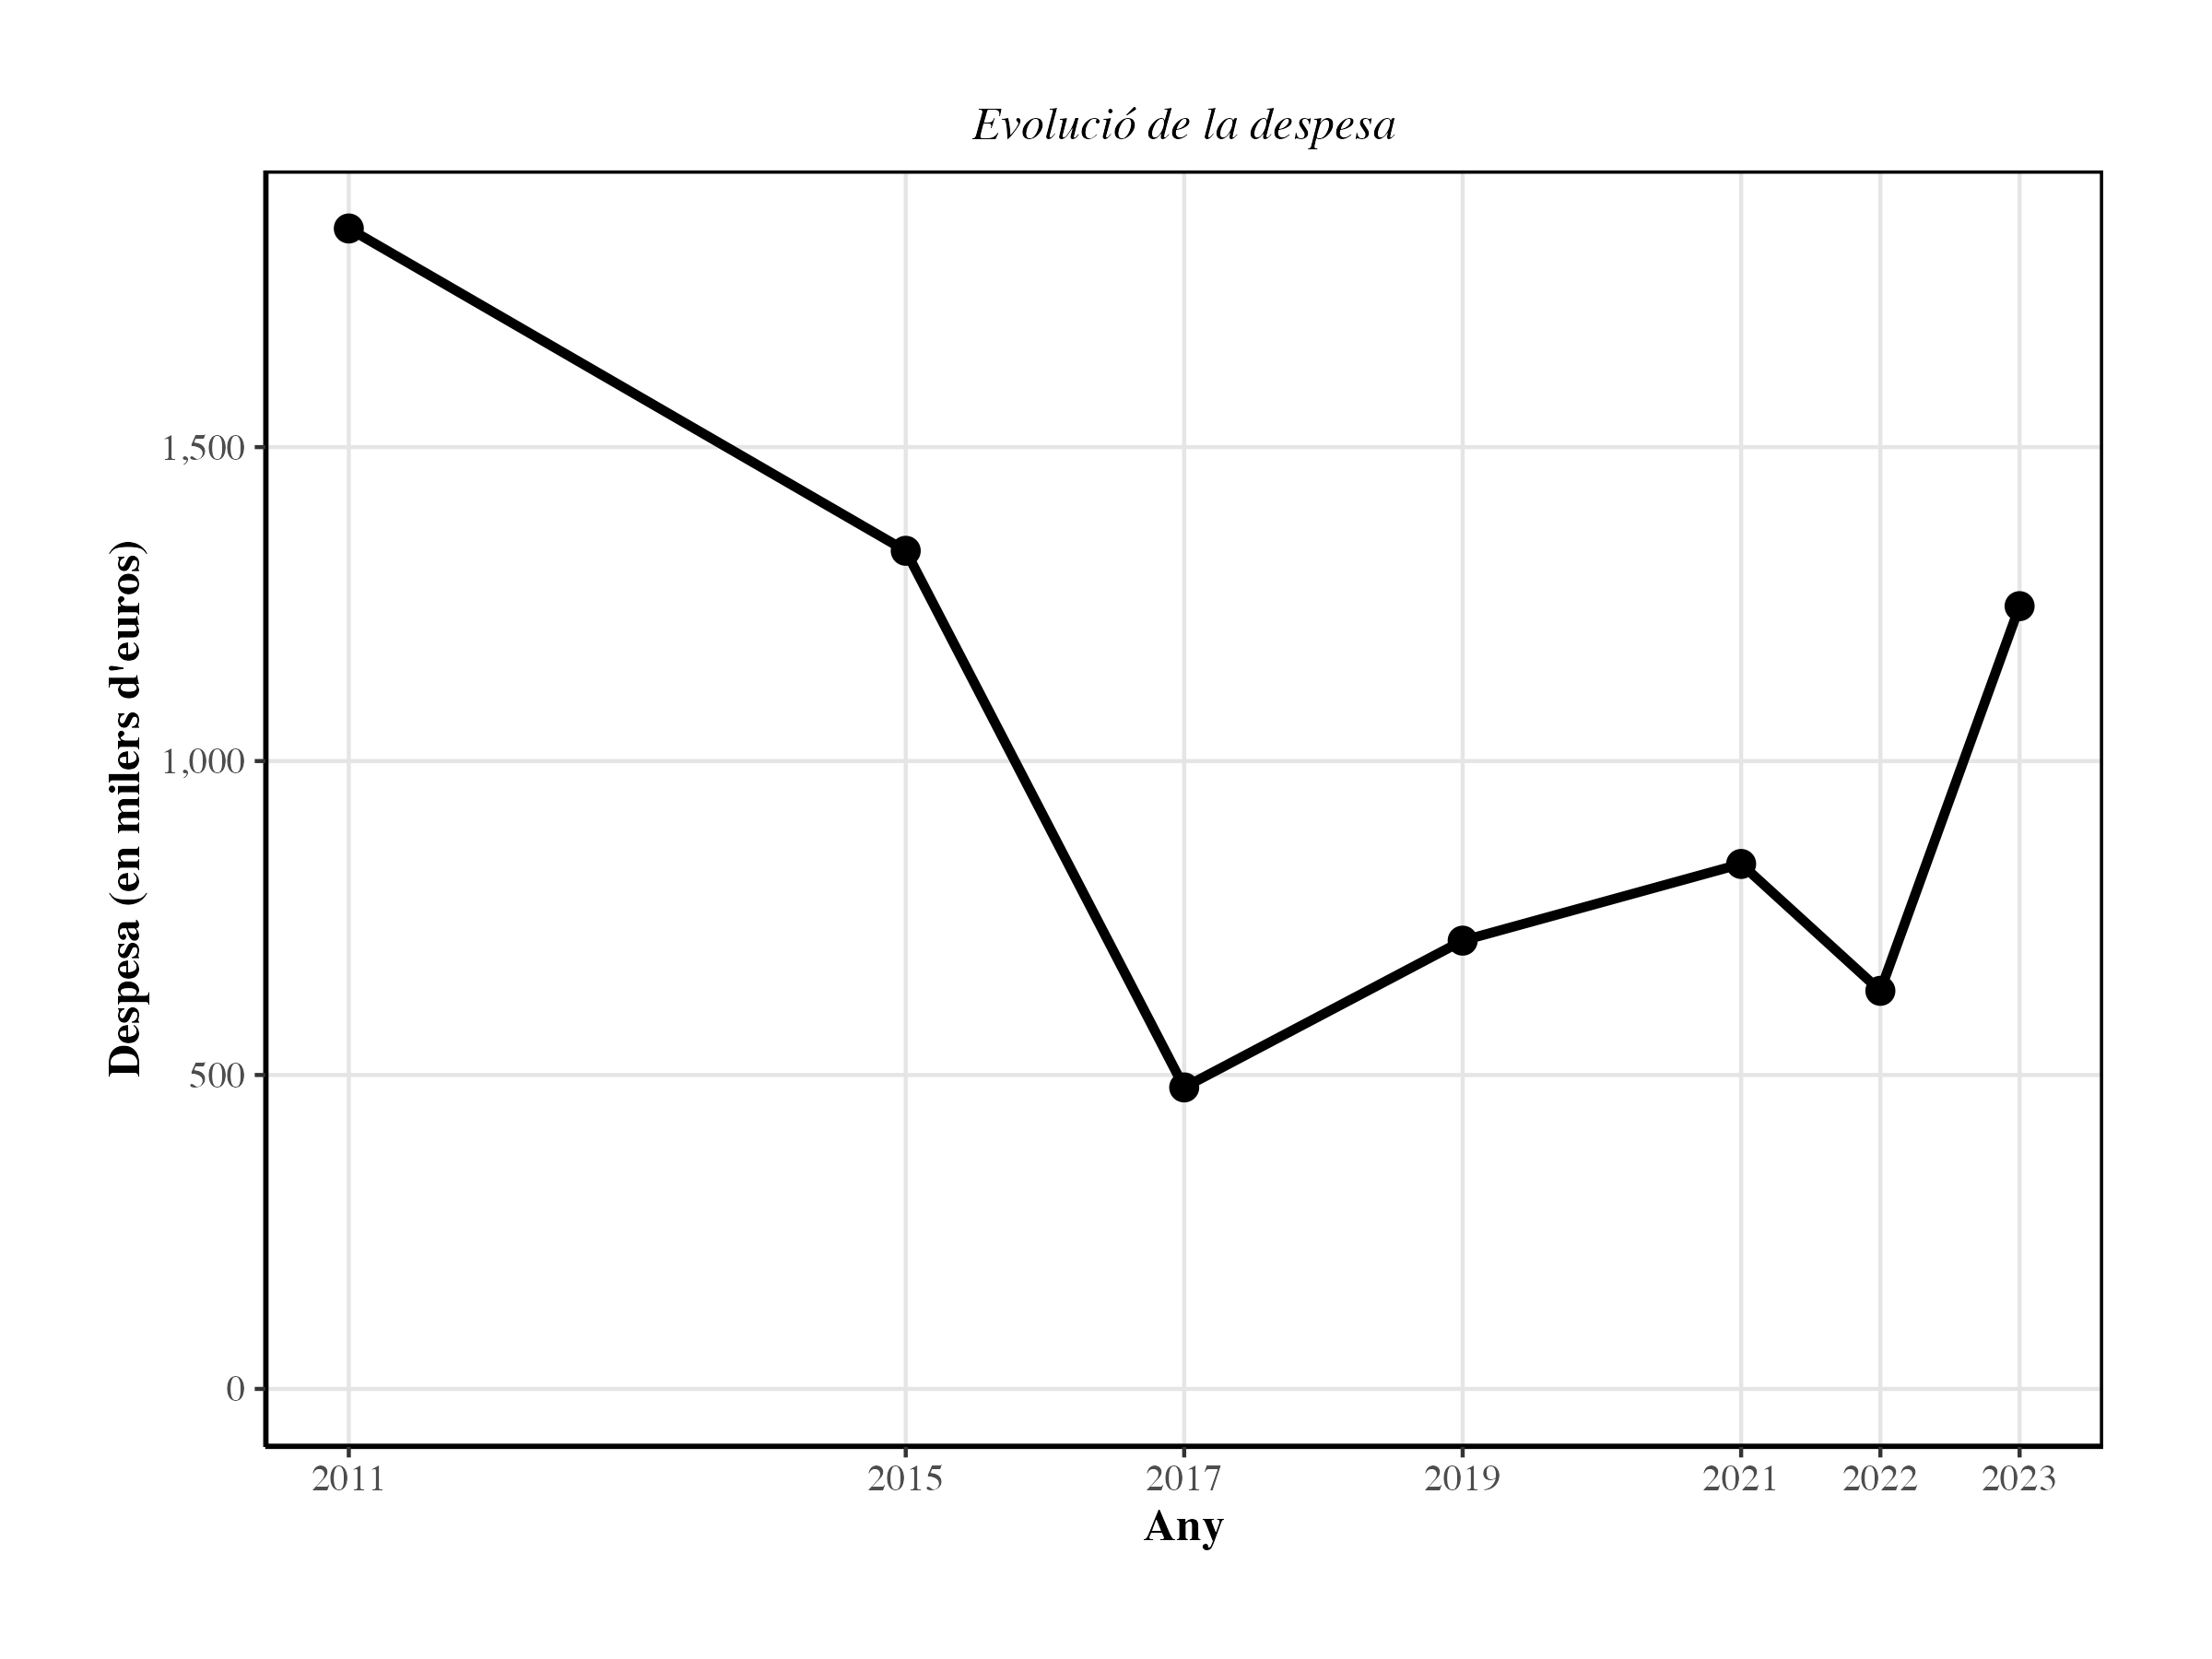 Evolució de la despesa
Despesa (en milers d'euros)
1,500
1,000
500
0
2011 2015 2017 2019 2021 2022 2023
Any